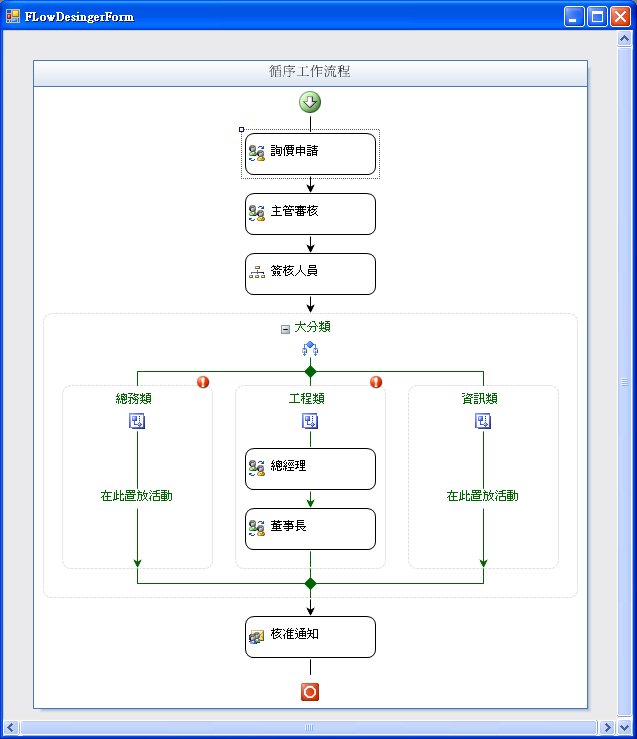 FLowDesingerForm
循序工作流程
詢價申請
主管審核
簽核人員
大分類
總務類
工程類
資訊類
總經理
在此置放活動
在此置放活動
董事長
核准通知